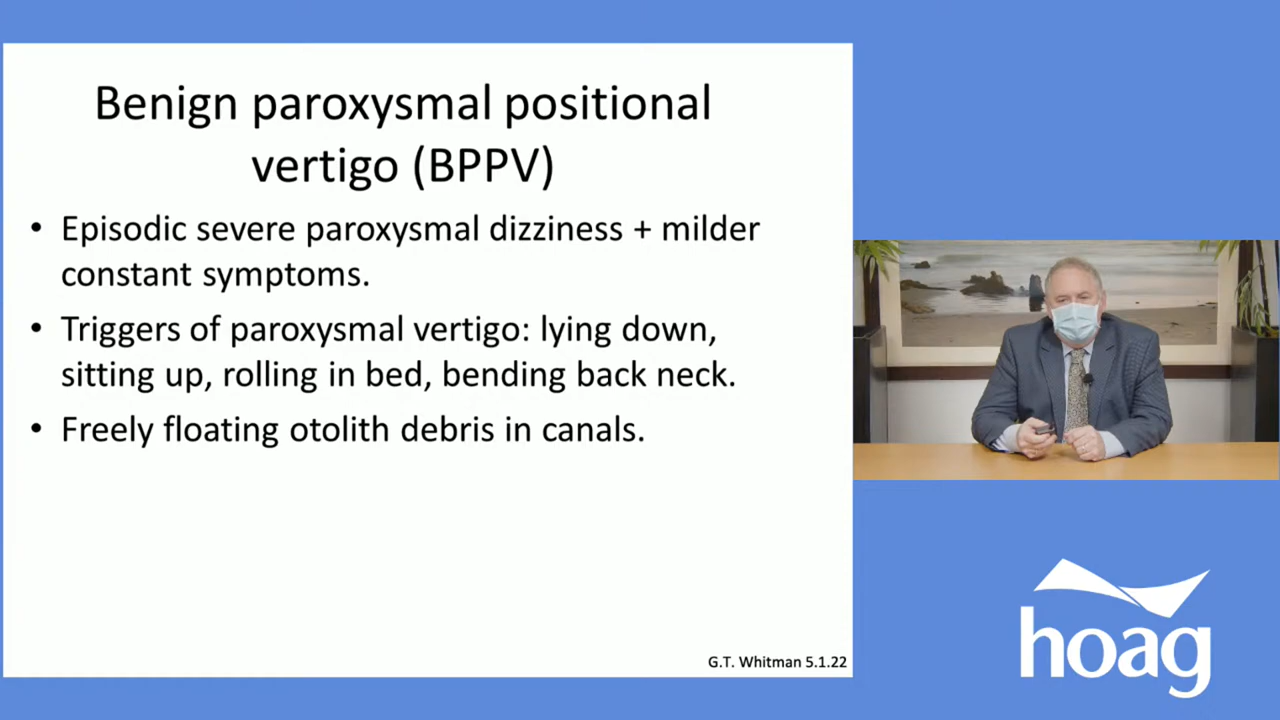 Benign paroxysmal positional
vertigo (BPPV)
• Episodic severe paroxysmal dizziness + milder
constant symptoms.
• Triggers of paroxysmal vertigo: lying down,
sitting up, rolling in bed, bending back neck.
• Freely floating otolith debris in canals.
G.T. Whitman 5.1.22
hoag